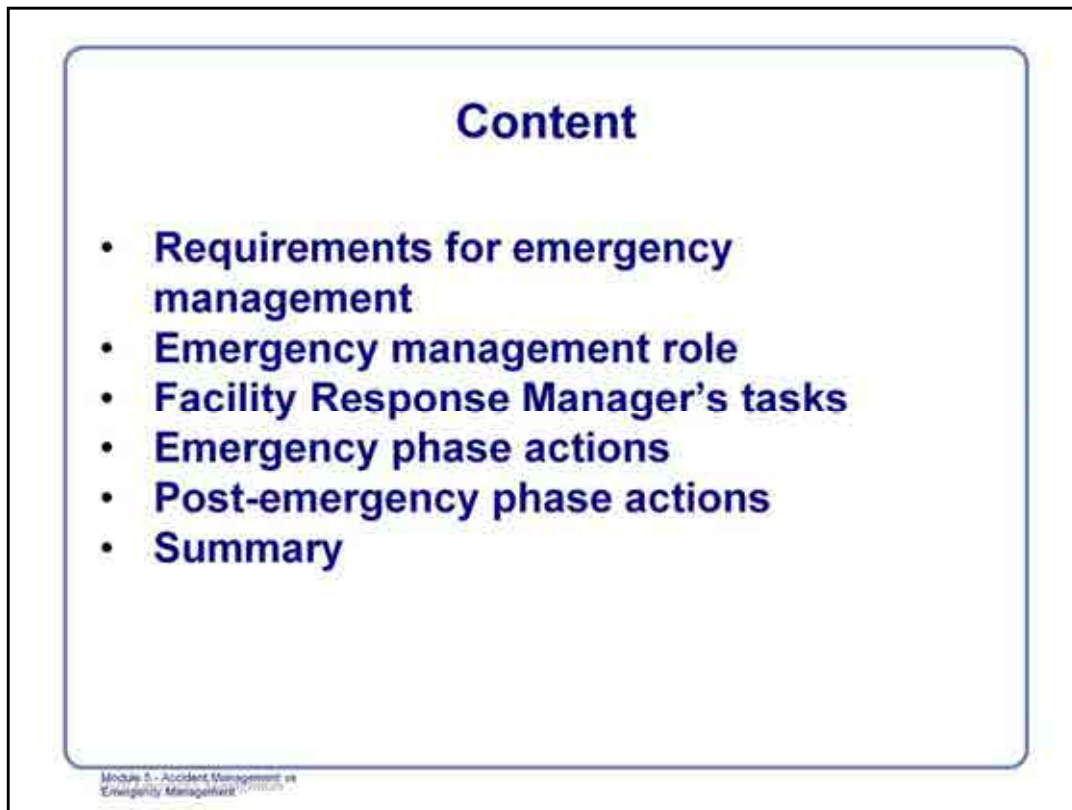 Content
• Requirements for emergency
management
• Emergency management role
• Facility Response Manager's tasks
• Emergency phase actions
• Post-emergency phase actions
• Summary
Module 5 - Accident Management vs
Emergency Management